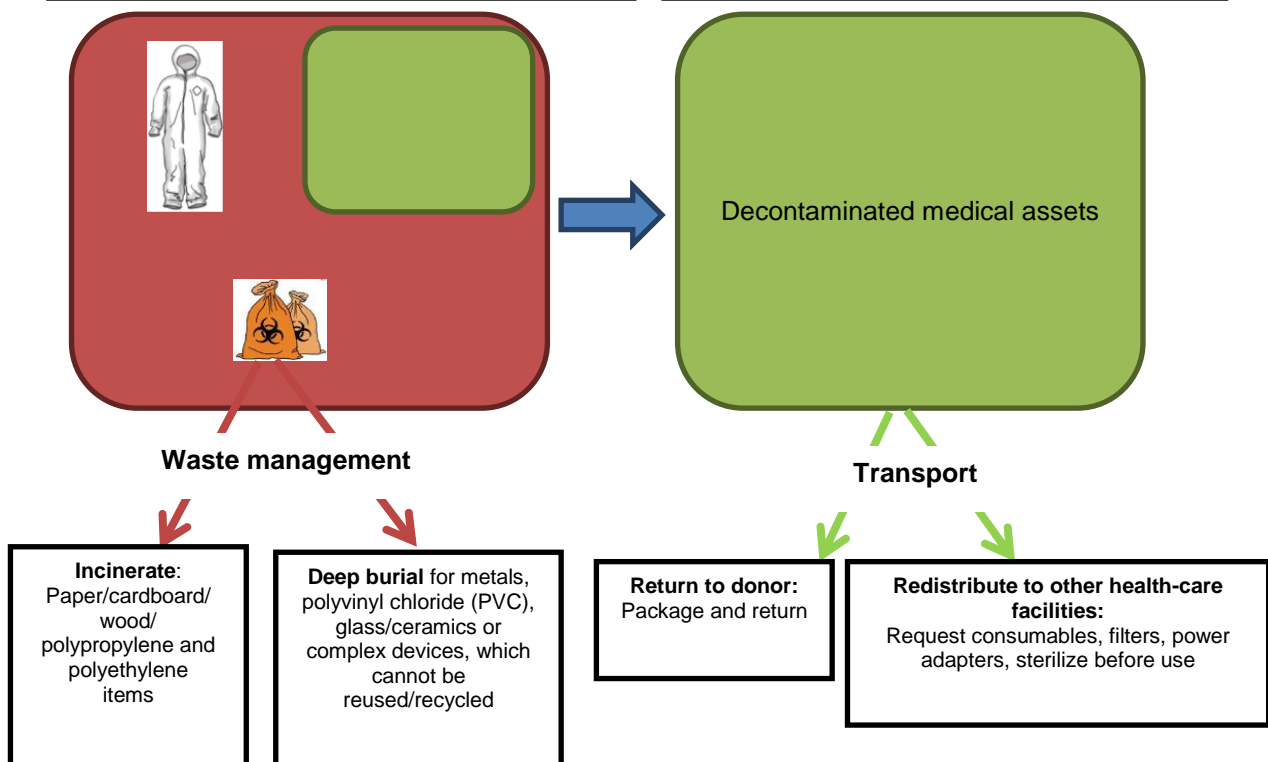 Decontaminated medical assets
Waste management
Transport
Incinerate:
Paper/cardboard/
wood/
polypropylene and
polyethylene
items
Deep burial for metals,
polyvinyl chloride (PVC),
glass/ceramics or
complex devices, which
cannot be
reused/recycled
Return to donor:
Package and return
Redistribute to other health-care
facilities:
Request consumables, filters, power
adapters, sterilize before use